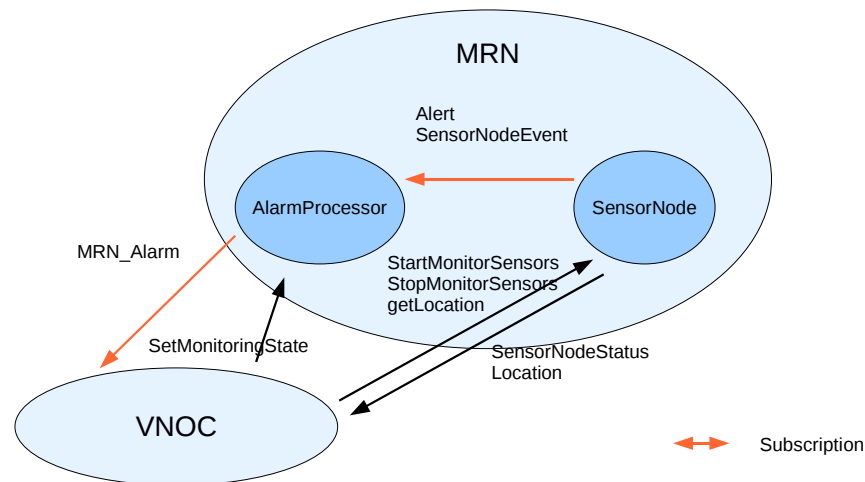 MRN
Alert
SensorNodeEvent
AlarmProcessor
SensorNode
MRN_Alarm
StartMonitorSensors
StopMonitorSensors
getLocation
SetMonitoringState
SensorNodeStatus
Location
VNOC
Subscription